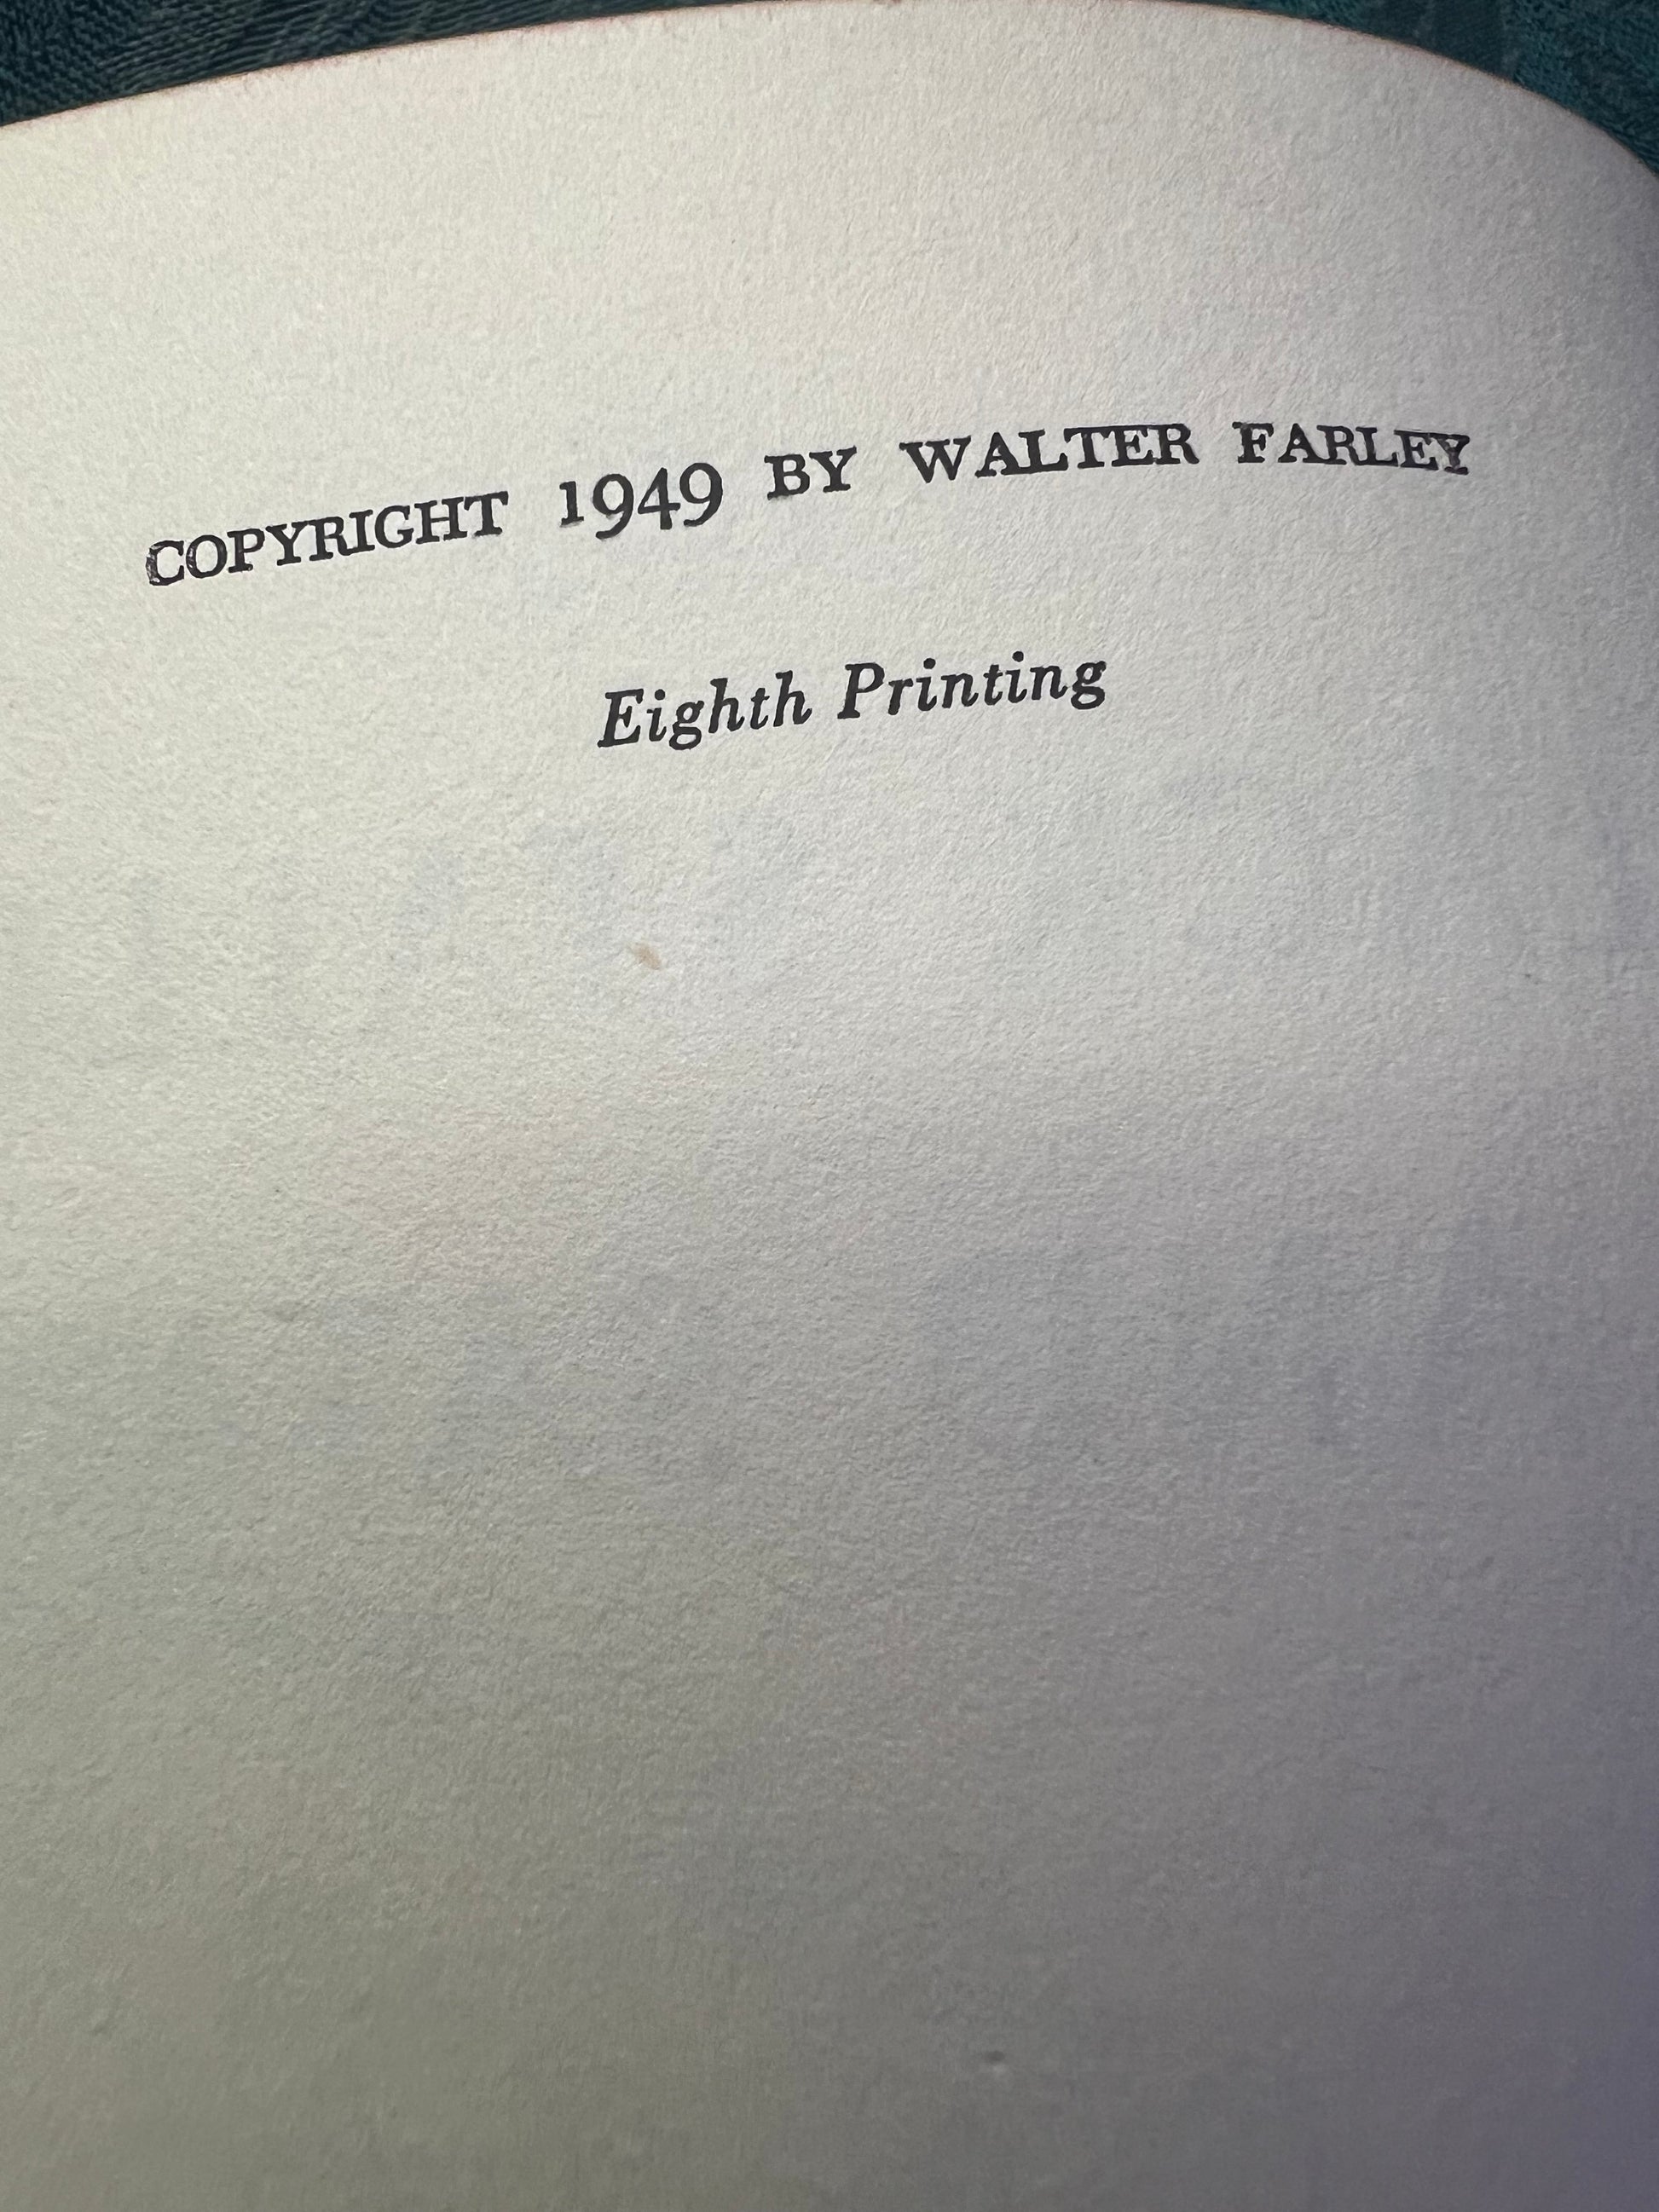 COPYRIGHT 1949 BY WALTER FARLEY
Eighth Printing